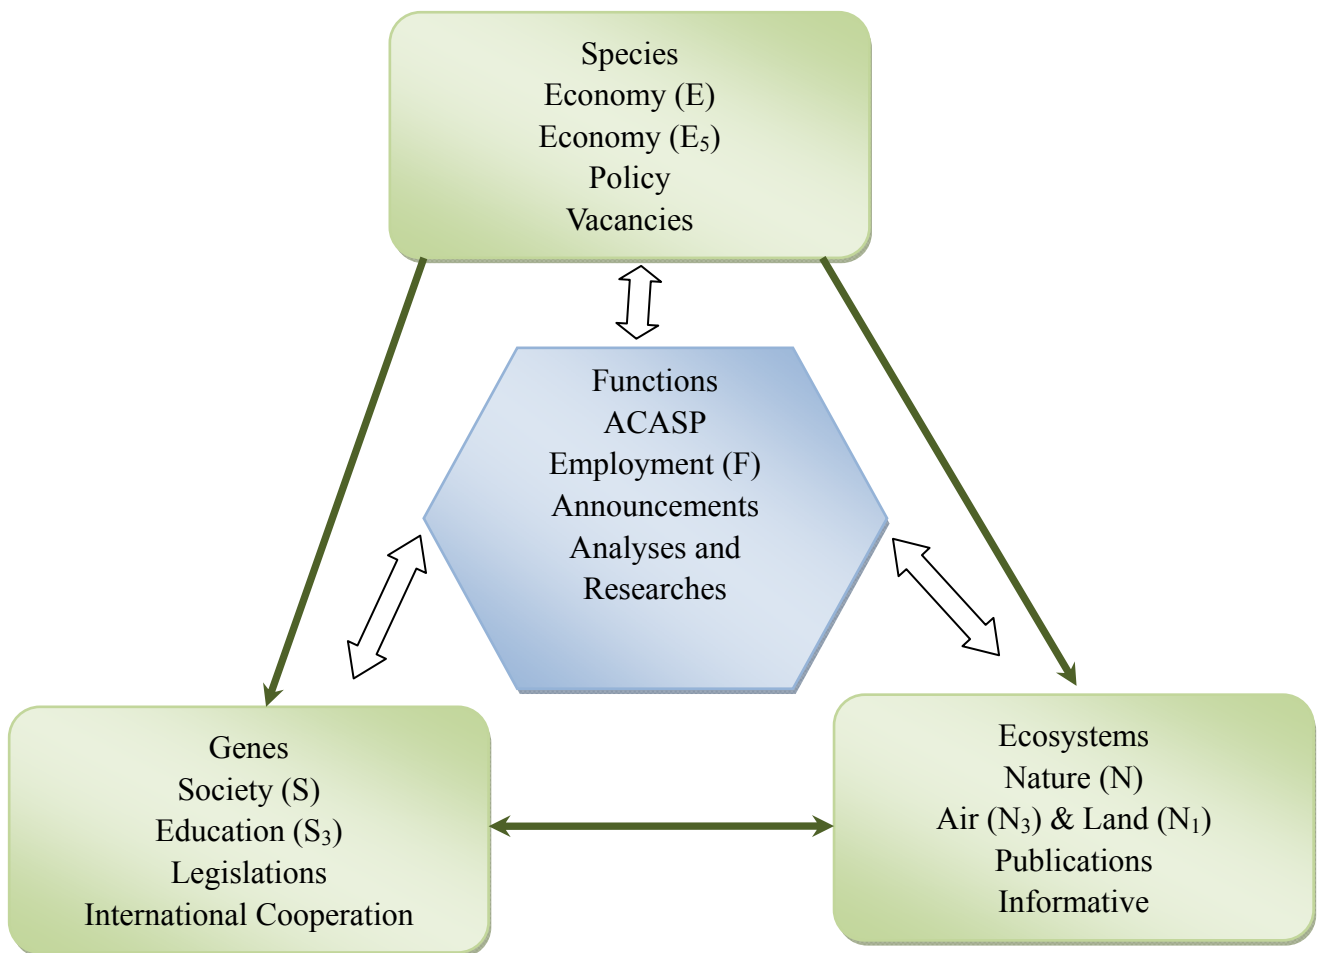 Species
Economy (E)
Economy (E₅)
Policy
Vacancies
Functions
ACASP
Employment (F)
Announcements
Analyses and
Researches
Genes
Society (S)
Education (S₃)
Legislations
International Cooperation
Ecosystems
Nature (N)
Air (N₃) & Land (N₁)
Publications
Informative